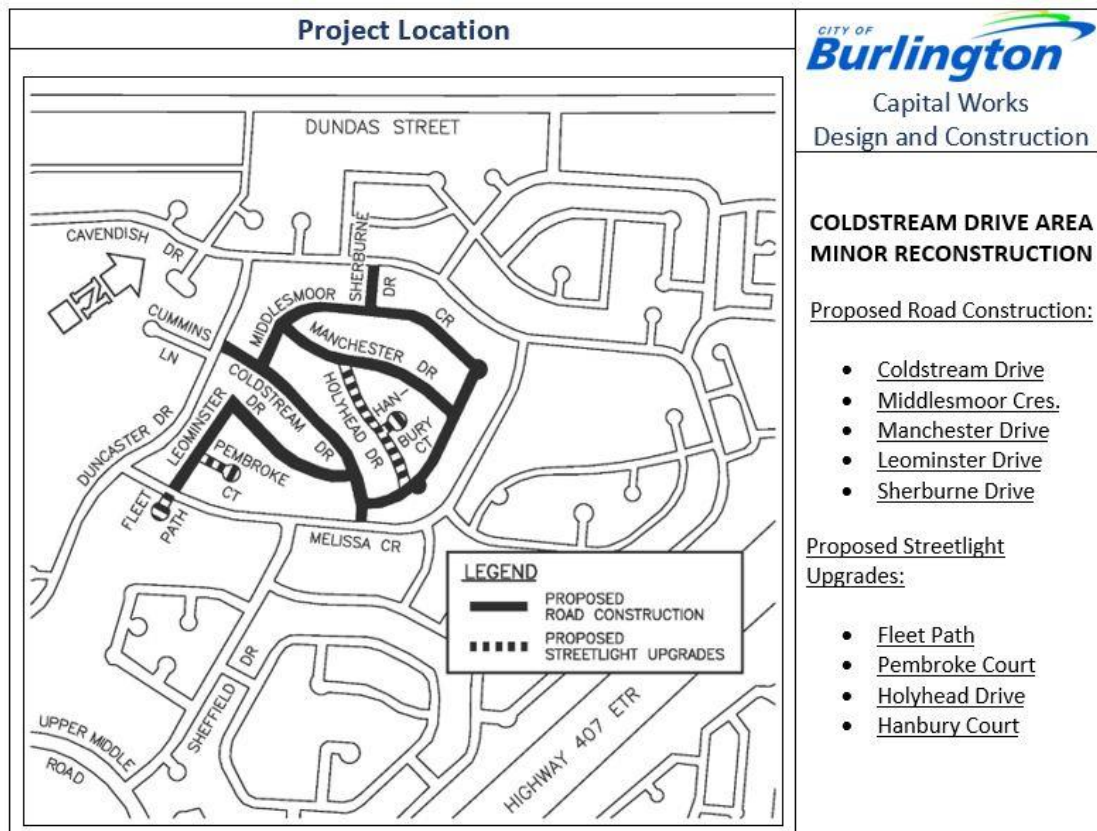 Project Location
CITY OF
Burlington
Capital Works
Design and Construction
COLDSTREAM DRIVE AREA
MINOR RECONSTRUCTION
Proposed Road Construction:
• Coldstream Drive
• Middlesmoor Cres.
• Manchester Drive
• Leominster Drive
• Sherburne Drive
Proposed Streetlight
Upgrades:
• Fleet Path
• Pembroke Court
• Holyhead Drive
• Hanbury Court
DUNDAS STREET
CAVENDISH DR
N
SHERBURNE DR
MIDDLESMOOR CR
CUMMINS LN
MANCHESTER DR
COLDSTREAM DR
HOLYHEAD DR
HAN-
BURY CT
LEOMINSTER DR
DUNCASTER DR
PEMBROKE CT
FLEET PATH
MELISSA CR
LEGEND
PROPOSED
ROAD CONSTRUCTION
PROPOSED
STREETLIGHT UPGRADES
SHEFFIELD DR
UPPER MIDDLE
ROAD
HIGHWAY 407 ETR